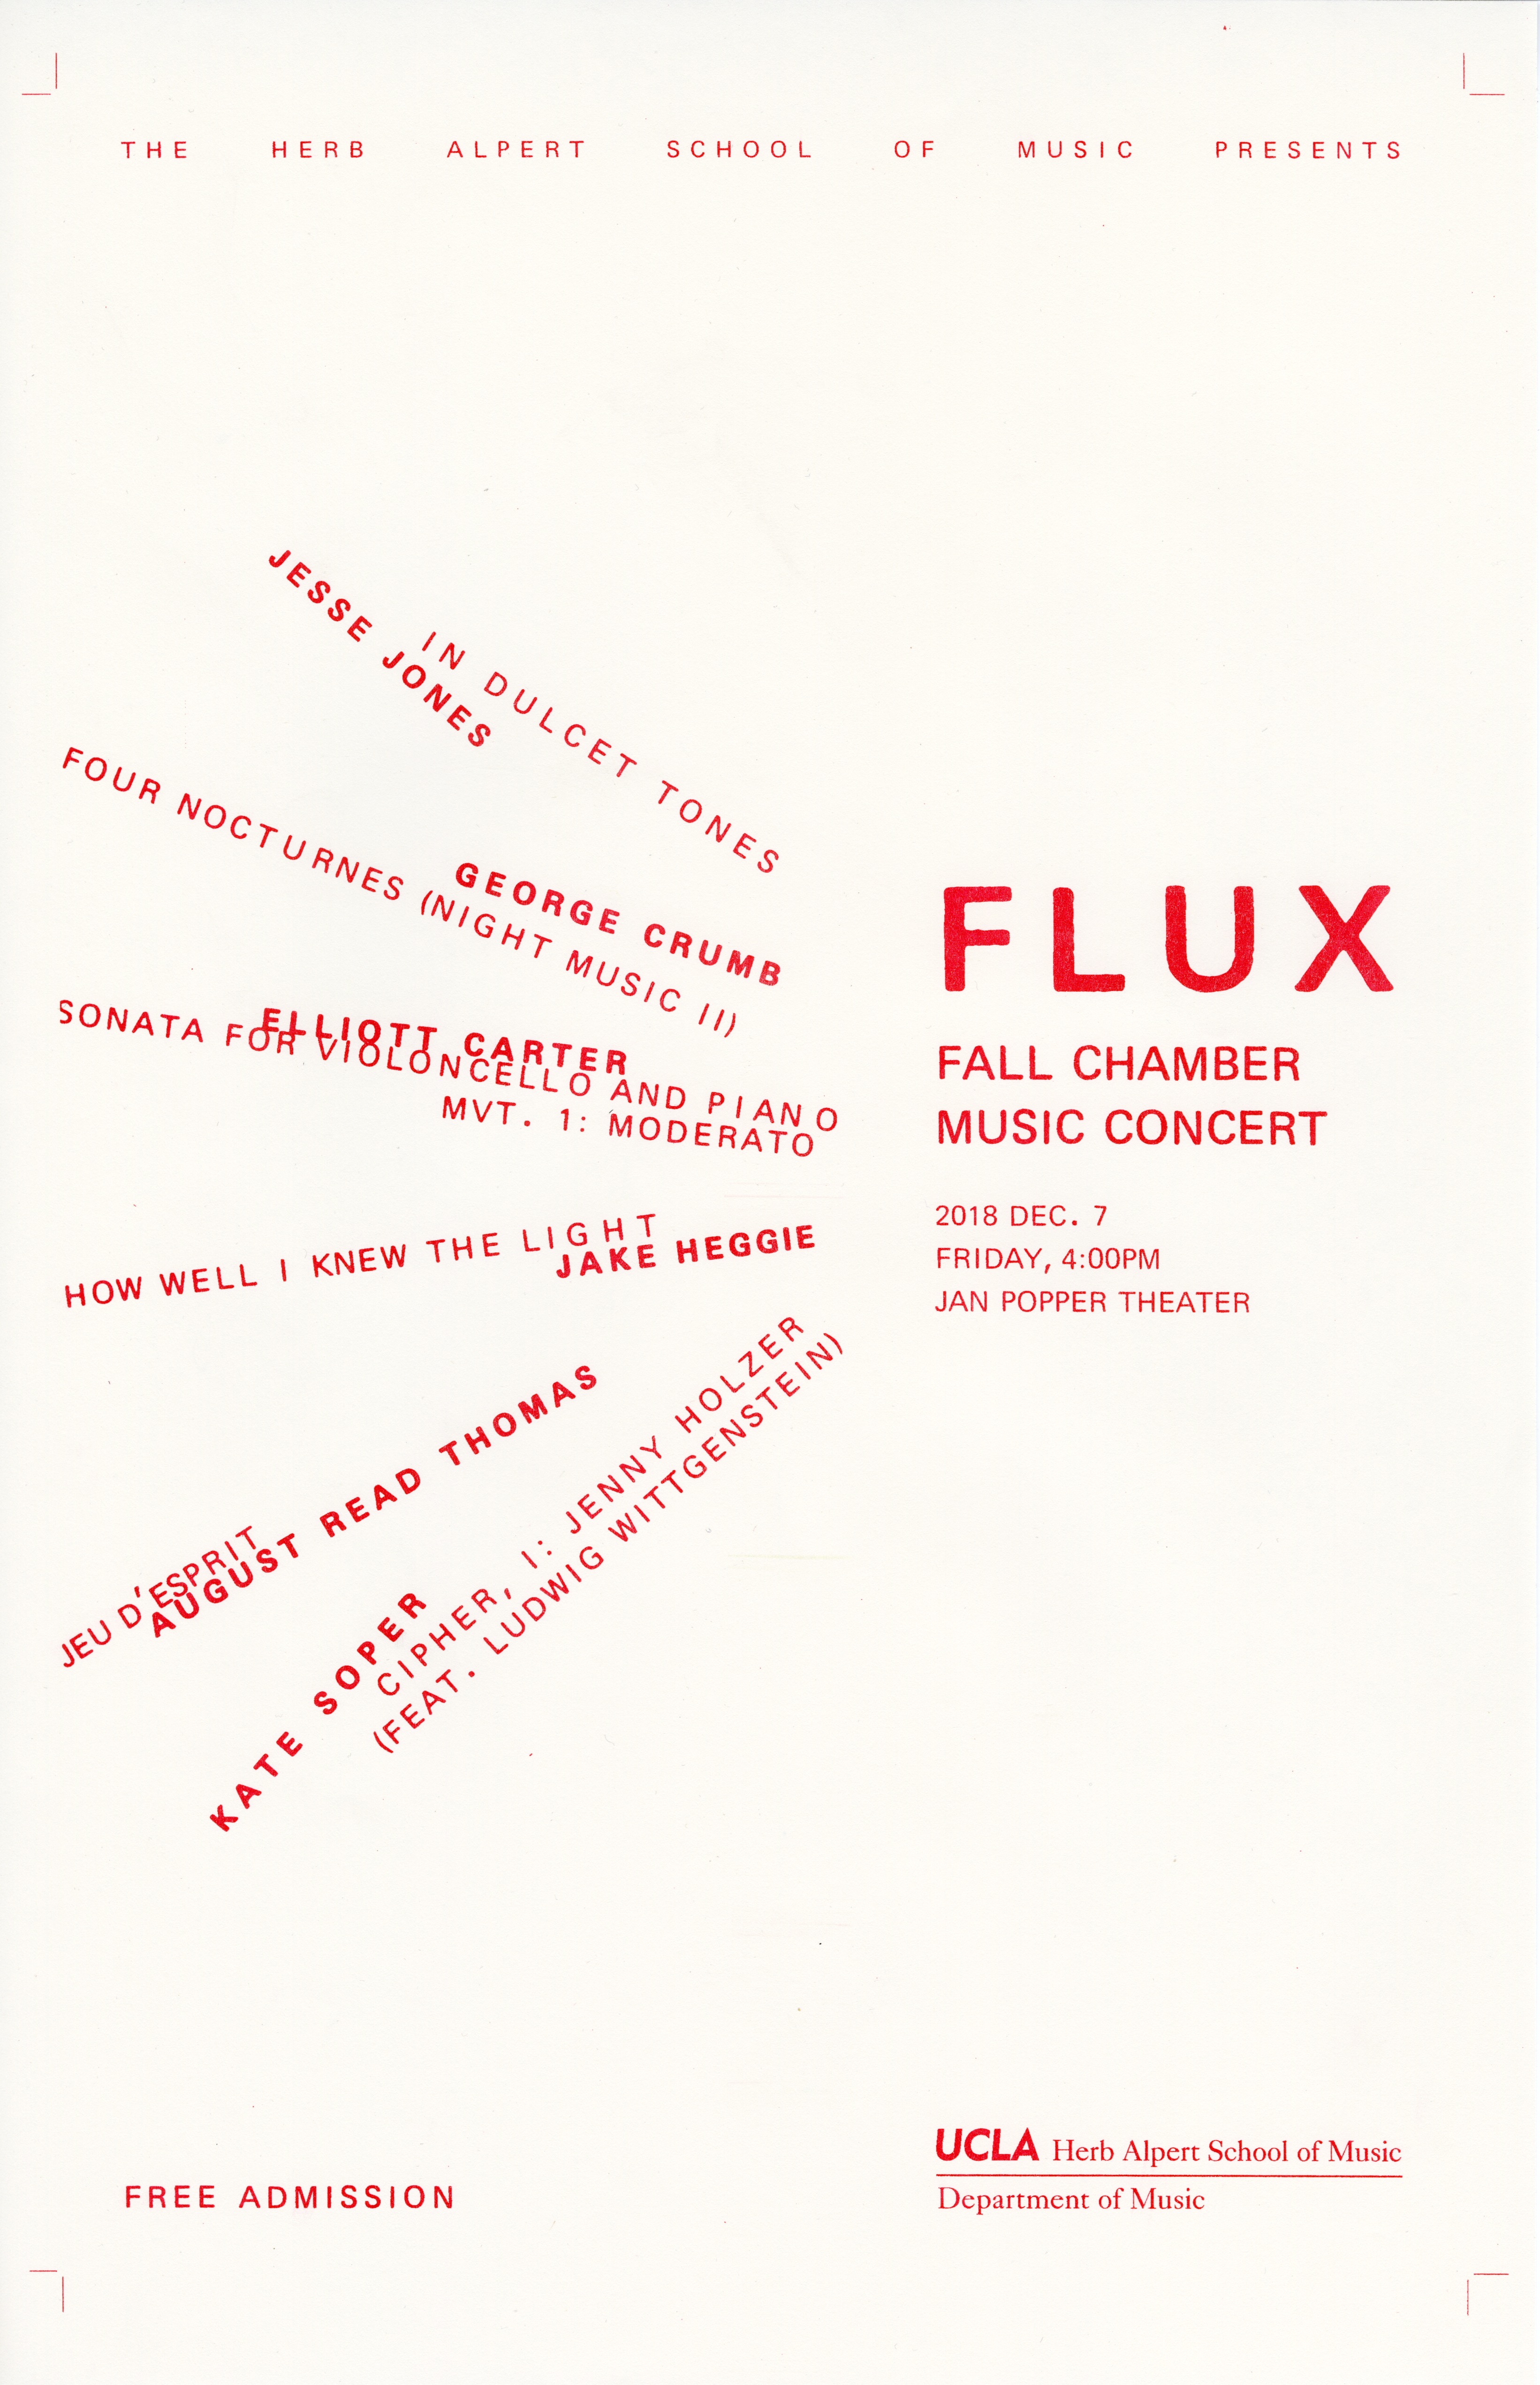 THE HERB ALPERT SCHOOL OF MUSIC PRESENTS
JESSE JONES
IN DULCET TONES
FOUR NOCTURNES (NIGHT MUSIC II)
GEORGE CRUMB
ELLIOTT CARTER
SONATA FOR VIOLONCELLO AND PIANO
MVT. 1: MODERATO
HOW WELL I KNEW THE LIGHT
JAKE HEGGIE
JEU D'ESPRIT
AUGUST READ THOMAS
KATE SOPER
CIPHER, I: JENNY HOLZER
(FEAT. LUDWIG WITTGENSTEIN)
FLUX
FALL CHAMBER
MUSIC CONCERT
2018 DEC. 7
FRIDAY, 4:00PM
JAN POPPER THEATER
FREE ADMISSION
UCLA Herb Alpert School of Music
Department of Music